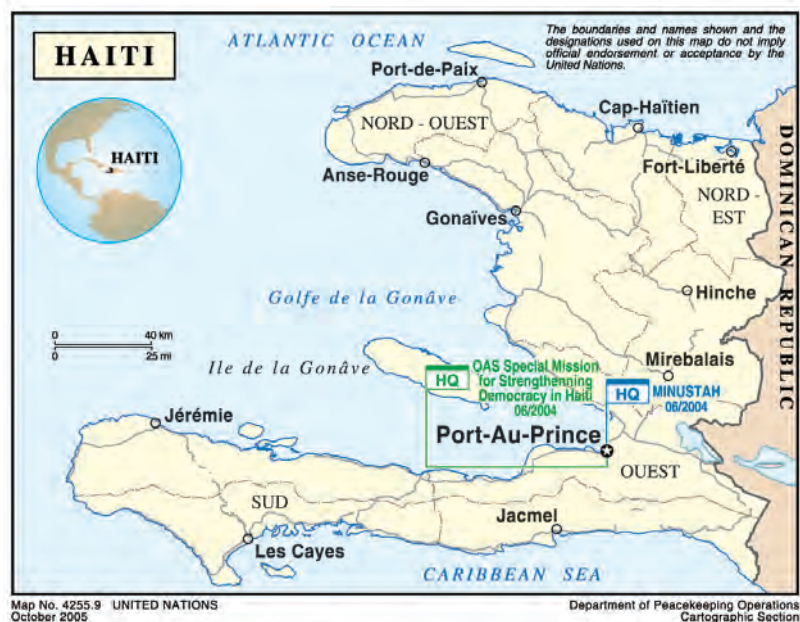 HAITI
ATLANTIC OCEAN
The boundaries and names shown and the
designations used on this map do not imply
official endorsement or acceptance by the
United Nations.
Port-de-Paix
Cap-Haïtien
NORD - OUEST
HAITI
Fort-Liberté
Anse-Rouge
NORD -
EST
Gonaïves
DOMINICAN REPUBLIC
Hinche
Golfe de la Gonâve
0 40 km
0 25 mi
Ile de la Gonâve
Mirebalais
HQ
OAS Special Mission
for Strengthenning
Democracy in Haiti
06/2004
HQ
MINUSTAH
06/2004
Jérémie
Port-Au-Prince
OUEST
SUD
Jacmel
Les Cayes
CARIBBEAN SEA
Map No. 4255.9 UNITED NATIONS
October 2005
Department of Peacekeeping Operations
Cartographic Section